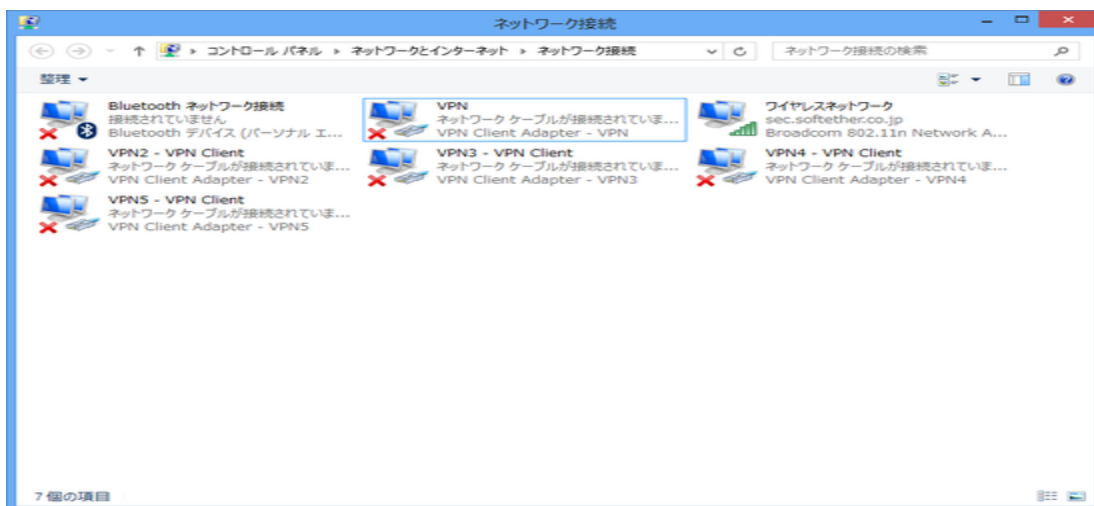 ネットワーク接続
コントロール パネル ▸ ネットワークとインターネット ▸ ネットワーク接続
ネットワーク接続の検索
整理
Bluetooth ネットワーク接続
接続されていません
Bluetooth デバイス (パーソナル エ...
VPN
ネットワーク ケーブルが接続されていま...
VPN Client Adapter - VPN
ワイヤレスネットワーク
sec.softether.co.jp
Broadcom 802.11n Network A...
VPN2 - VPN Client
ネットワーク ケーブルが接続されていま...
VPN Client Adapter - VPN2
VPN3 - VPN Client
ネットワーク ケーブルが接続されていま...
VPN Client Adapter - VPN3
VPN4 - VPN Client
ネットワーク ケーブルが接続されていま...
VPN Client Adapter - VPN4
VPN5 - VPN Client
ネットワーク ケーブルが接続されていま...
VPN Client Adapter - VPN5
7 個の項目